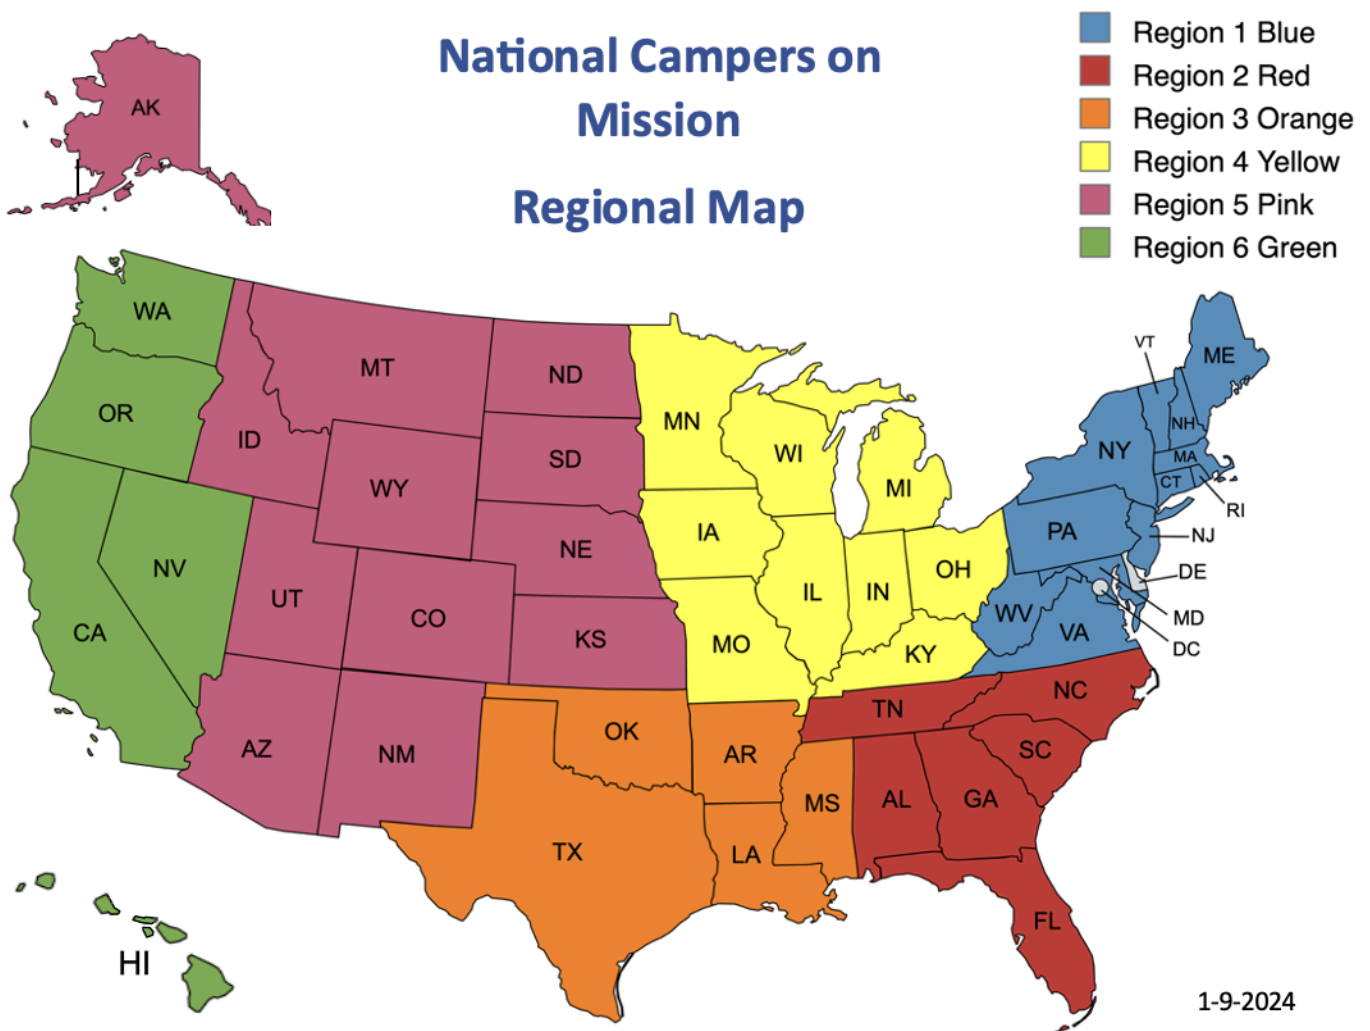 National Campers on
Mission
Regional Map
Region 1 Blue
Region 2 Red
Region 3 Orange
Region 4 Yellow
Region 5 Pink
Region 6 Green
AK
WA
OR
CA
NV
ID
MT
WY
UT
CO
AZ
NM
ND
SD
NE
KS
MN
IA
MO
WI
IL
MI
IN
OH
KY
OK
TX
AR
LA
MS
TN
AL
GA
NC
SC
FL
VT
ME
NH
NY
MA
CT
RI
PA
NJ
DE
WV
VA
MD
DC
HI
1-9-2024